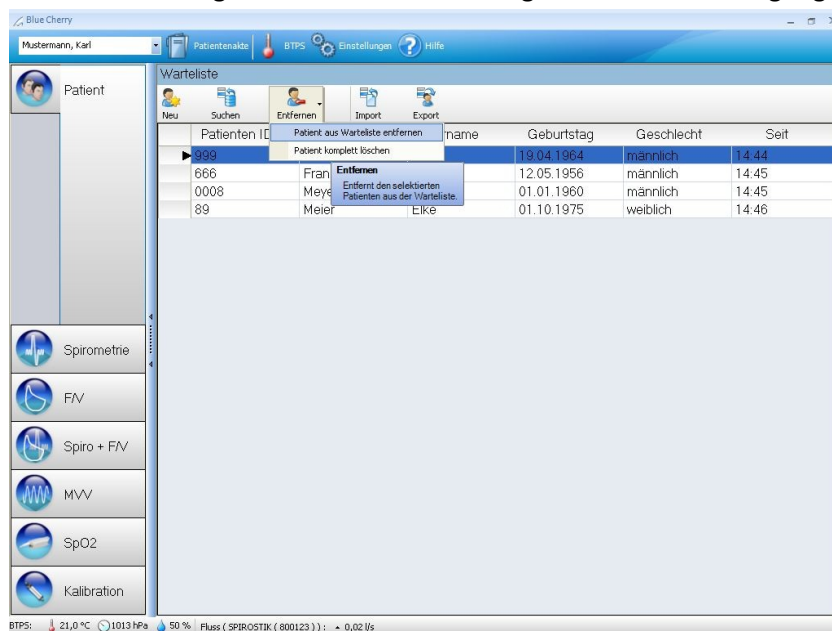 Blue Cherry
Mustermann, Karl Patientenakte BTPS Einstellungen Hilfe
Warteliste
Patient
Neu Suchen Entfernen Import Export
Patienten ID name Geburtstag Geschlecht Seit
Patient aus Warteliste entfernen
Patient komplett löschen
Entfernen
Entfernt den selektierten
Patienten aus der Warteliste.
999 19.04.1964 männlich 14:44
666 Fran 12.05.1956 männlich 14:45
0008 Meye 01.01.1960 männlich 14:45
89 Meier Elke 01.10.1975 weiblich 14:46
Spirometrie
F/V
Spiro + F/V
MVV
SpO2
Kalibration
BTPS: 21,0 °C 1013 hPa 50 % Fluss ( SPIROSTIK ( 800123 ) ) : 0,02 l/s